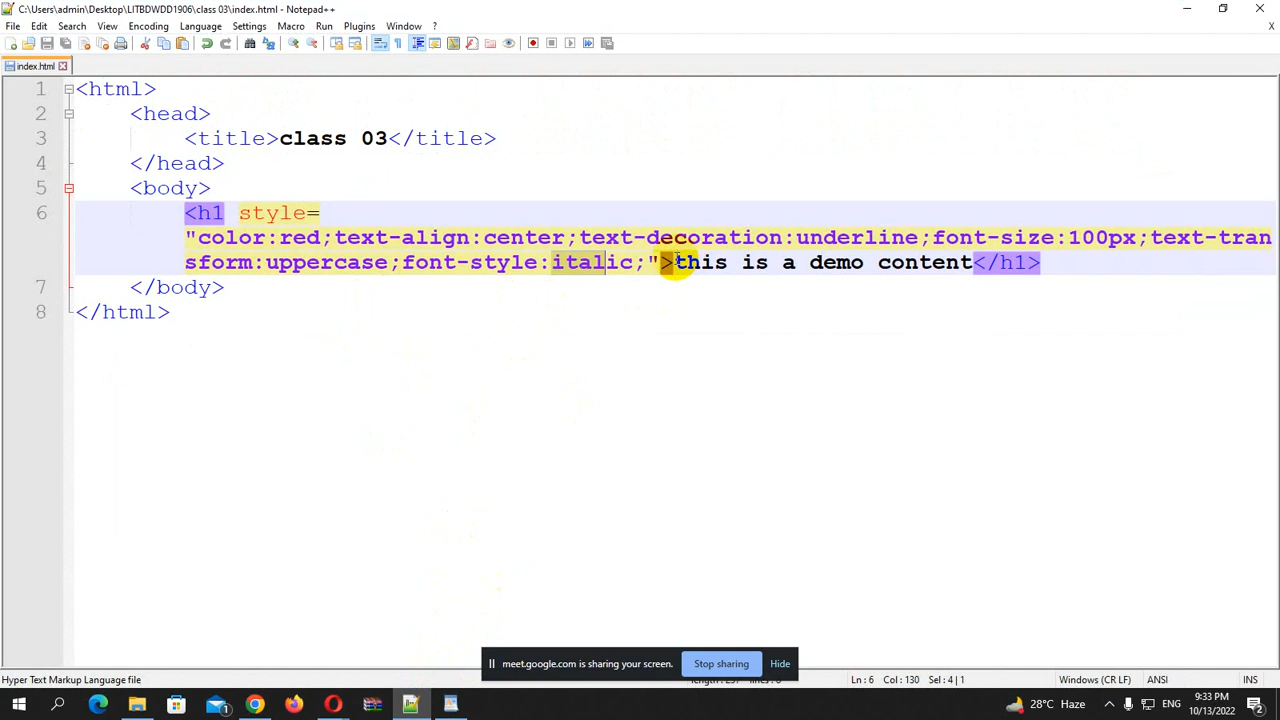 C:\Users\admin\Desktop\LITBDWDD1906\class 03\index.html - Notepad++
File Edit Search View Encoding Language Settings Macro Run Plugins Window ?
X
index.html
1 <html>
2 <head>
3 <title>class 03</title>
4 </head>
5 <body>
6 <h1 style=
"color:red;text-align:center;text-decoration:underline;font-size:100px;text-tran
sform:uppercase;font-style:italic;">this is a demo content</h1>
7 </body>
8 </html>
meet.google.com is sharing your screen. Stop sharing Hide
Hyper Text Markup Language file Ln : 6 Col : 130 Sel : 4 | 1 Windows (CR LF) ANSI INS
28°C Haze ENG 9:33 PM
10/13/2022